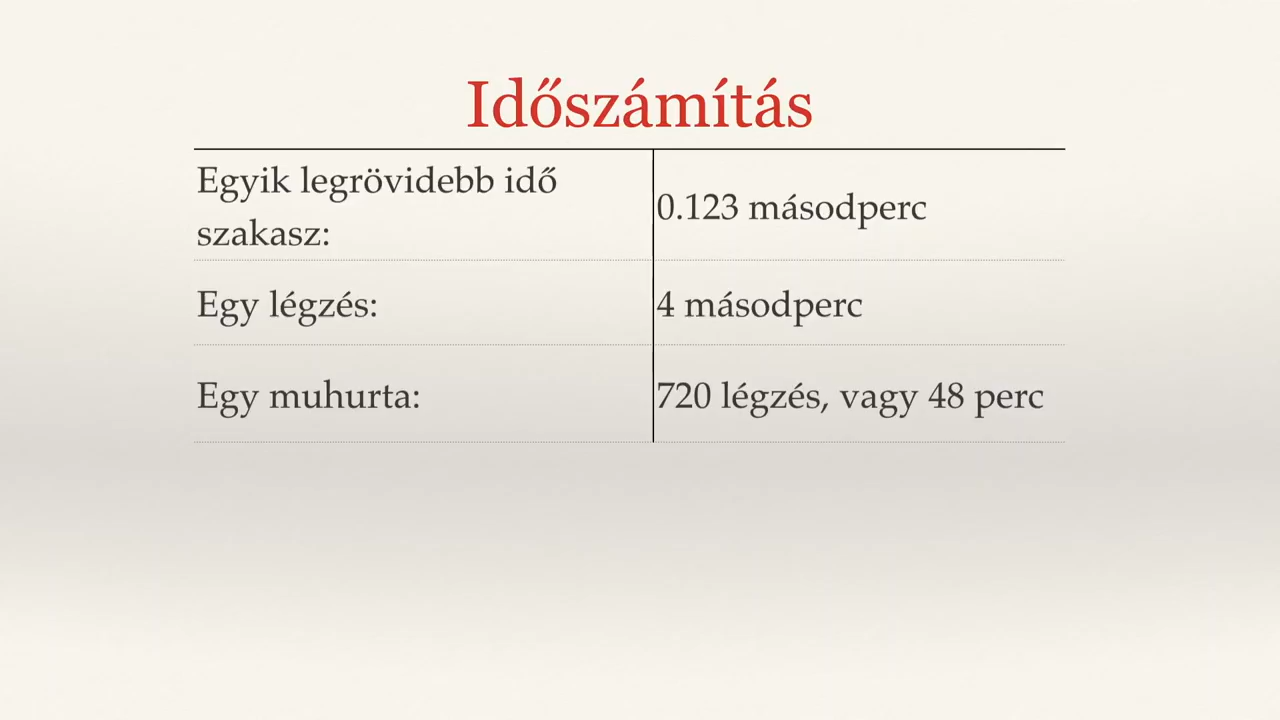 Időszámítás
Egyik legrövidebb idő
szakasz:
0.123 másodperc
Egy légzés:
4 másodperc
Egy muhurta:
720 légzés, vagy 48 perc